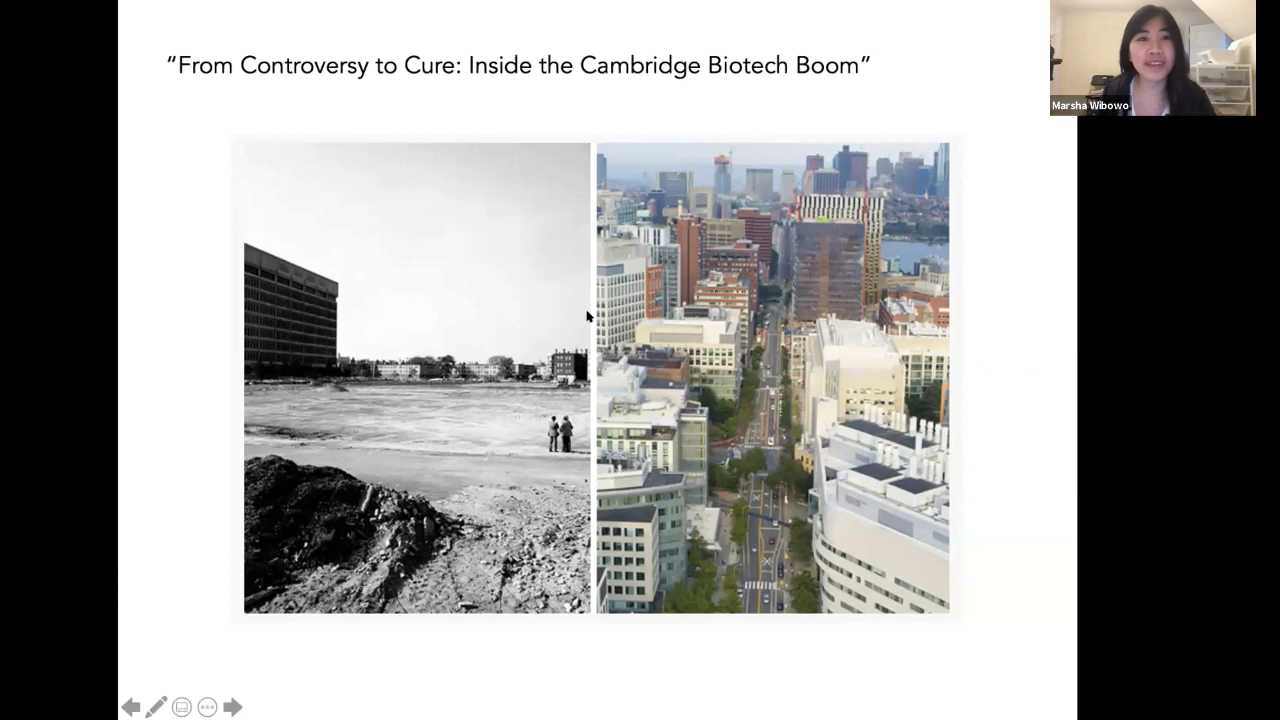 “From Controversy to Cure: Inside the Cambridge Biotech Boom”
Marsha Wibowo